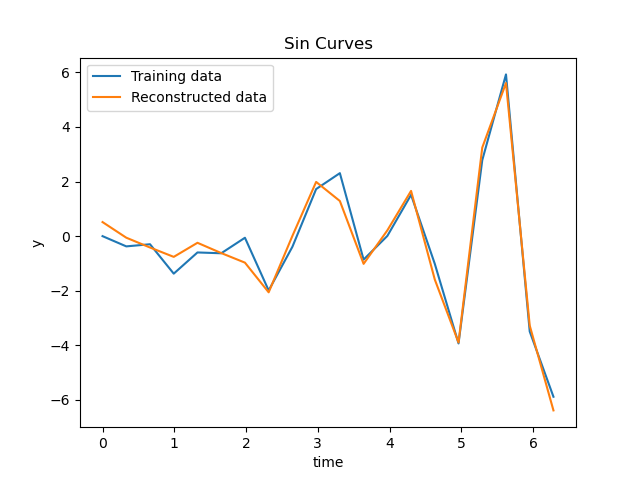 Sin Curves
Training data
Reconstructed data
6
4
2
0
−2
−4
−6
y
0 1 2 3 4 5 6
time